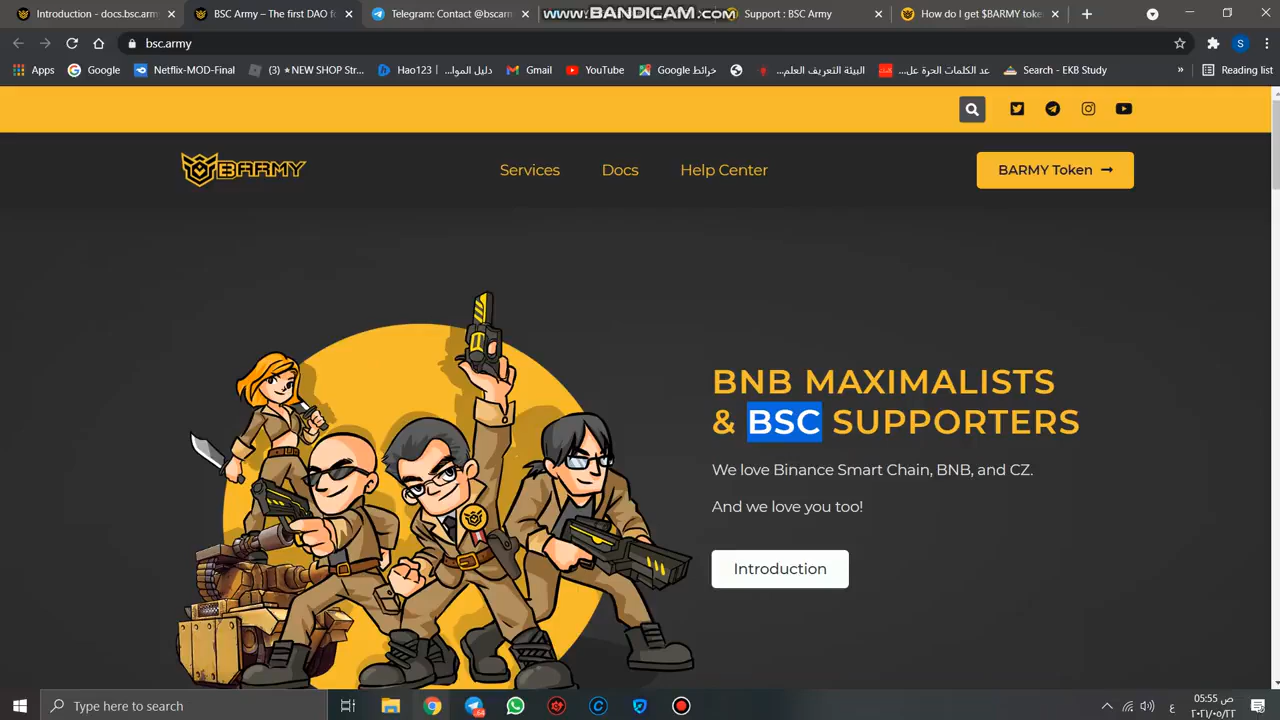 Introduction - docs.bsc.arm
BSC Army – The first DAO fo
Telegram: Contact @bscarn
www.BANDICAM.com
Support : BSC Army
How do I get $BARMY toke
S
bsc.army
Apps
Google
Netflix-MOD-Final
(3) ★NEW SHOP Str...
Hao123 | دليل الموا...
Gmail
YouTube
خرائط Google
البيئة التعريف العلم...
عد الكلمات الحرة عل...
Search - EKB Study
»
Reading list
BARMY
Services
Docs
Help Center
BARMY Token
BNB MAXIMALISTS
& BSC SUPPORTERS
We love Binance Smart Chain, BNB, and CZ.
And we love you too!
Introduction
Type here to search
ع
05:55 ص